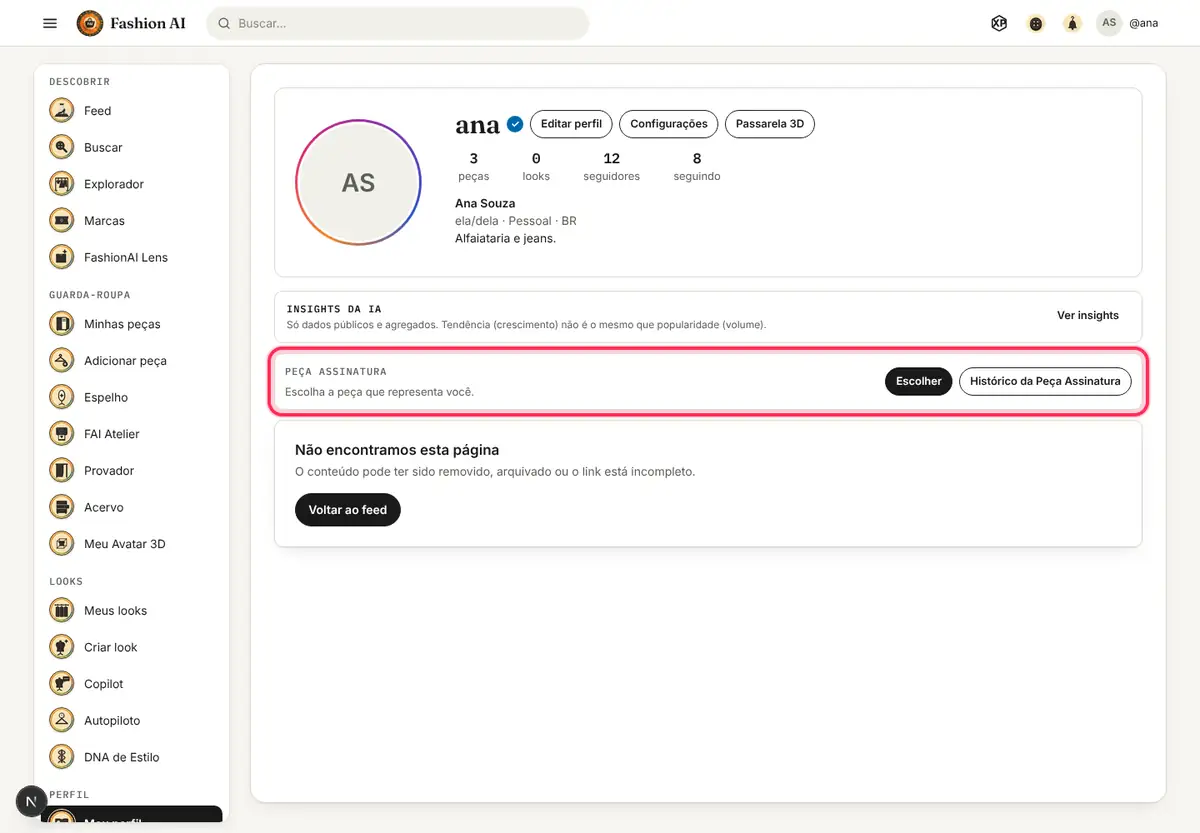 Fashion AI
Buscar...
XP
AS
@ana
DESCOBRIR
Feed
Buscar
Explorador
Marcas
FashionAI Lens
GUARDA-ROUPA
Minhas peças
Adicionar peça
Espelho
FAI Atelier
Provador
Acervo
Meu Avatar 3D
LOOKS
Meus looks
Criar look
Copilot
Autopiloto
DNA de Estilo
PERFIL
Meu perfil
N
AS
ana
Editar perfil
Configurações
Passarela 3D
3 0 12 8
peças looks seguidores seguindo
Ana Souza
ela/dela · Pessoal · BR
Alfaiataria e jeans.
INSIGHTS DA IA
Só dados públicos e agregados. Tendência (crescimento) não é o mesmo que popularidade (volume).
Ver insights
PEÇA ASSINATURA
Escolha a peça que representa você.
Escolher
Histórico da Peça Assinatura
Não encontramos esta página
O conteúdo pode ter sido removido, arquivado ou o link está incompleto.
Voltar ao feed